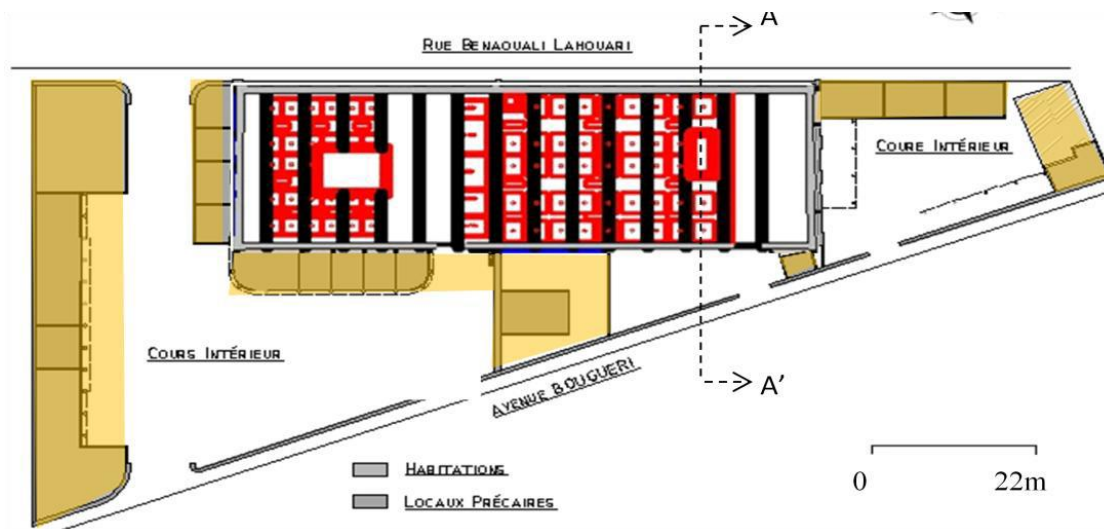 A
RUE BENAOUALI LAHOUARI
COURE INTÉRIEUR
COURS INTÉRIEUR
AVENUE BOUGUERI
A'
HABITATIONS
LOCAUX PRÉCAIRES
0 22m